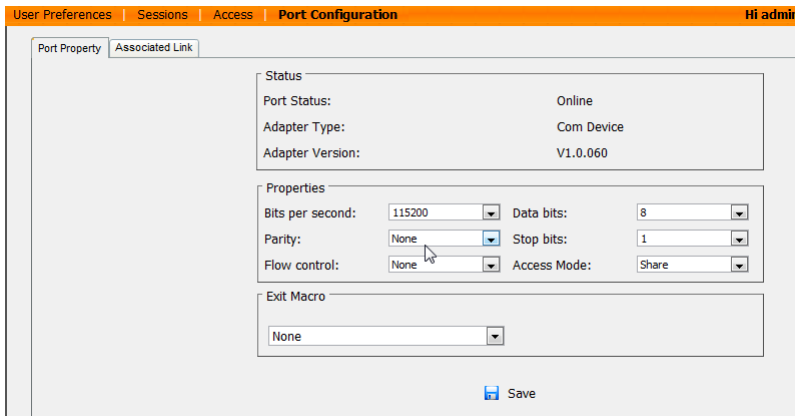 User Preferences | Sessions | Access | Port Configuration Hi admin
Port Property Associated Link
Status
Port Status: Online
Adapter Type: Com Device
Adapter Version: V1.0.060
Properties
Bits per second: 115200 Data bits: 8
Parity: None Stop bits: 1
Flow control: None Access Mode: Share
Exit Macro
None
Save